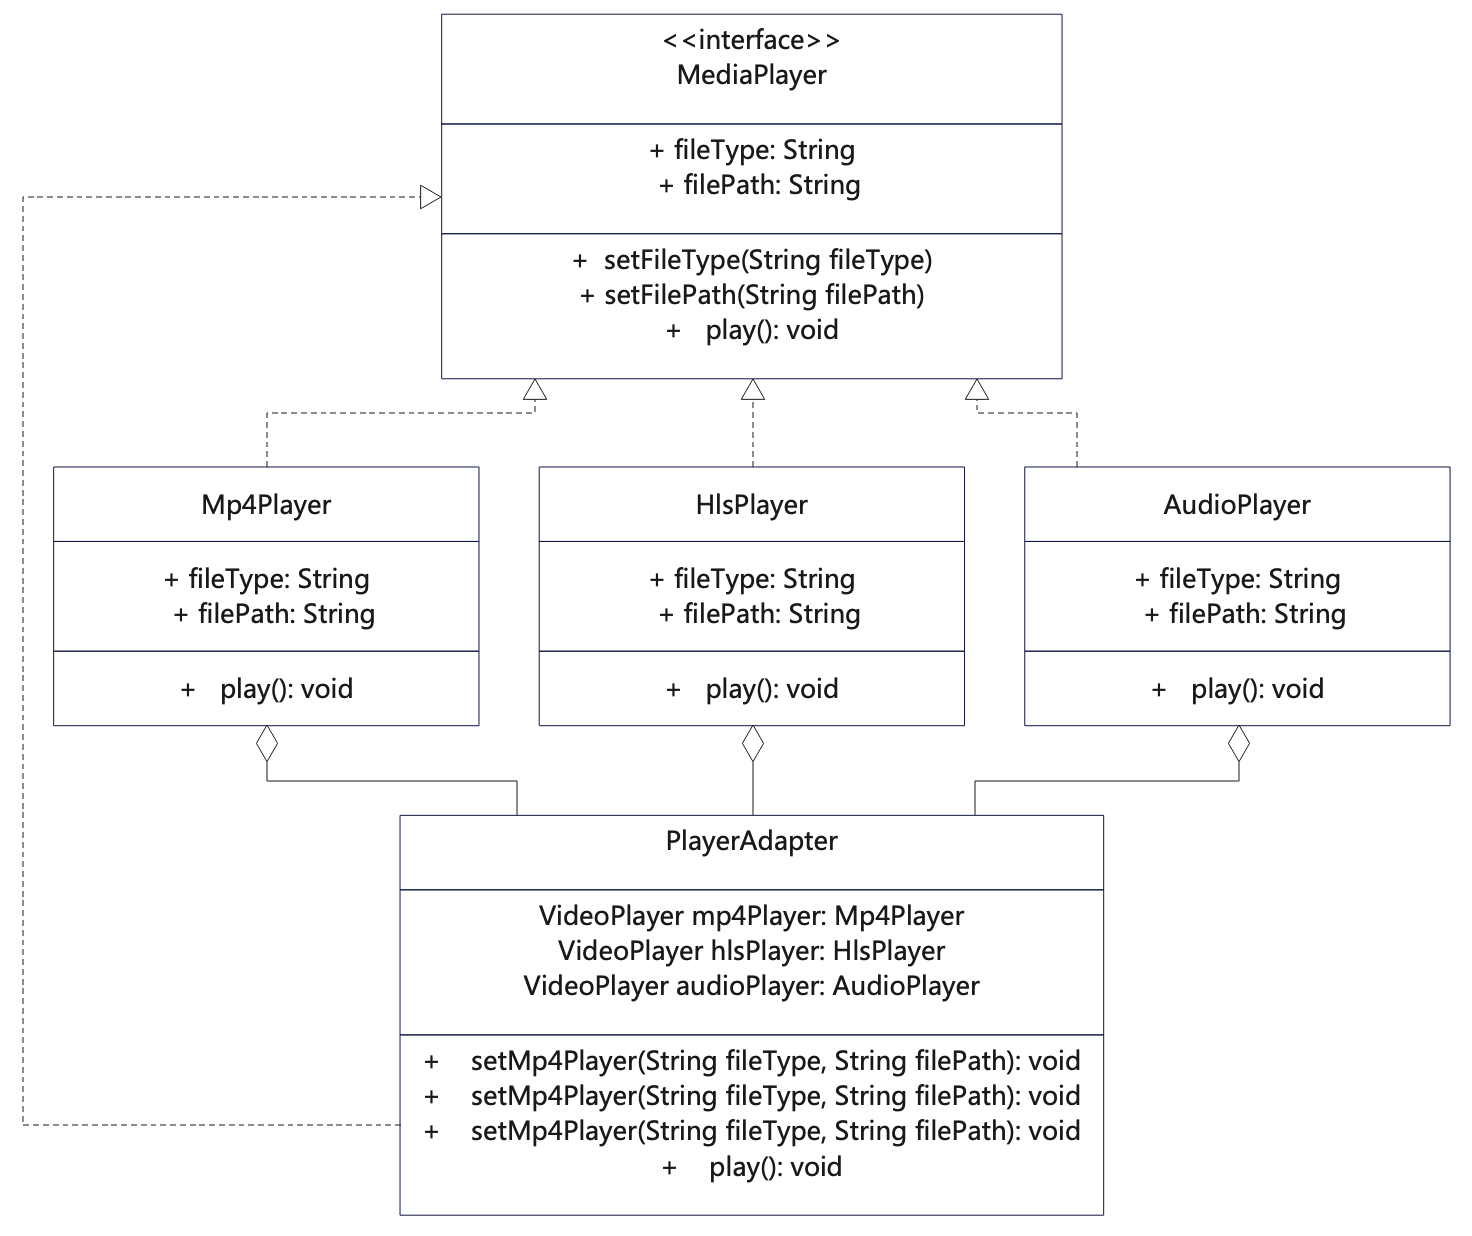 <<interface>>
MediaPlayer
+ fileType: String
+ filePath: String
+ setFileType(String fileType)
+ setFilePath(String filePath)
+ play(): void
Mp4Player
+ fileType: String
+ filePath: String
+ play(): void
HlsPlayer
+ fileType: String
+ filePath: String
+ play(): void
AudioPlayer
+ fileType: String
+ filePath: String
+ play(): void
PlayerAdapter
VideoPlayer mp4Player: Mp4Player
VideoPlayer hlsPlayer: HlsPlayer
VideoPlayer audioPlayer: AudioPlayer
+ setMp4Player(String fileType, String filePath): void
+ setMp4Player(String fileType, String filePath): void
+ setMp4Player(String fileType, String filePath): void
+ play(): void